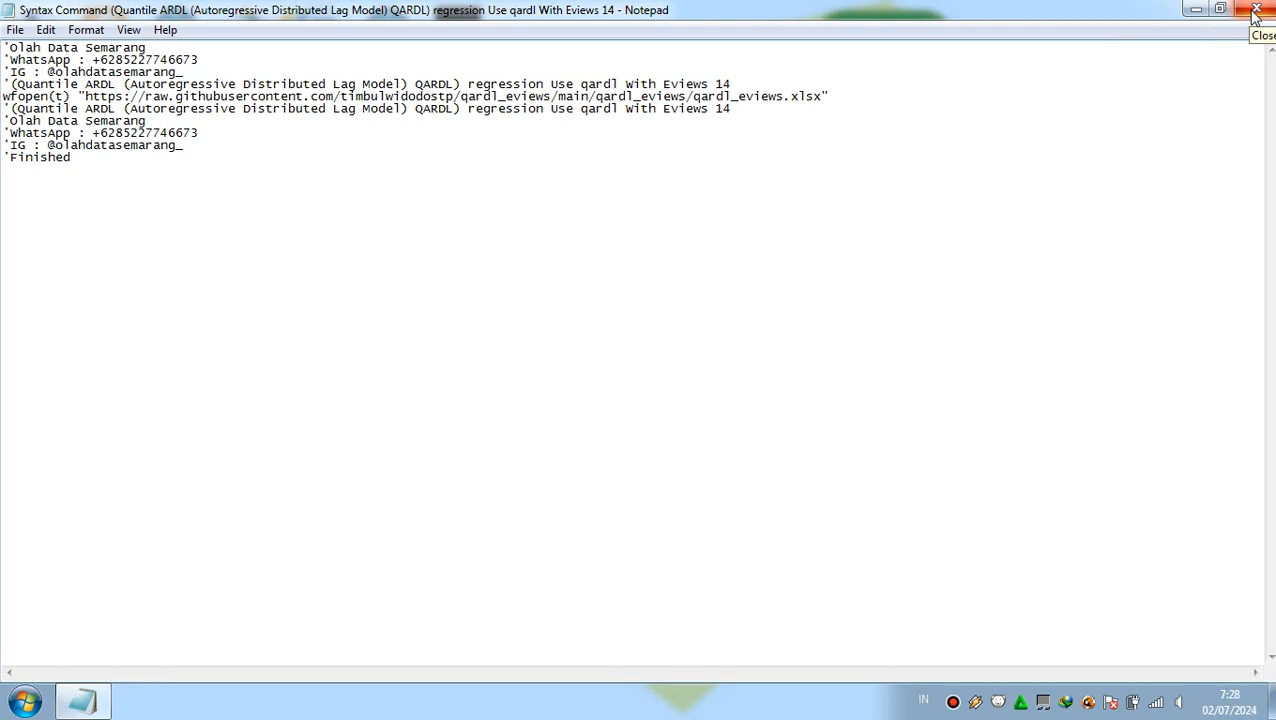 Syntax Command (Quantile ARDL (Autoregressive Distributed Lag Model) QARDL) regression Use qardl With Eviews 14 - Notepad
File Edit Format View Help
Close
'Olah Data Semarang
'WhatsApp : +6285227746673
'IG : @olahdatasemarang_
'(Quantile ARDL (Autoregressive Distributed Lag Model) QARDL) regression Use qardl With Eviews 14
wfopen(t) "https://raw.githubusercontent.com/timbulwidodostp/qardl_eviews/main/qardl_eviews/qardl_eviews.xlsx"
'(Quantile ARDL (Autoregressive Distributed Lag Model) QARDL) regression Use qardl With Eviews 14
'Olah Data Semarang
'WhatsApp : +6285227746673
'IG : @olahdatasemarang_
'Finished
IN
7:28
02/07/2024